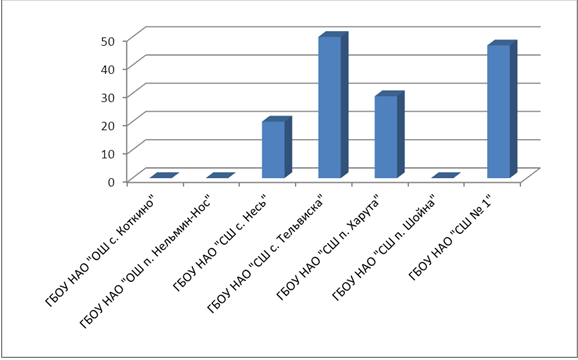 50
40
30
20
10
0
ГБОУ НАО "ОШ с. Коткино"
ГБОУ НАО "ОШ п. Нельмин-Нос"
ГБОУ НАО "СШ с. Несь"
ГБОУ НАО "СШ с. Тельвиска"
ГБОУ НАО "СШ п. Харута"
ГБОУ НАО "СШ п. Шойна"
ГБОУ НАО "СШ № 1"